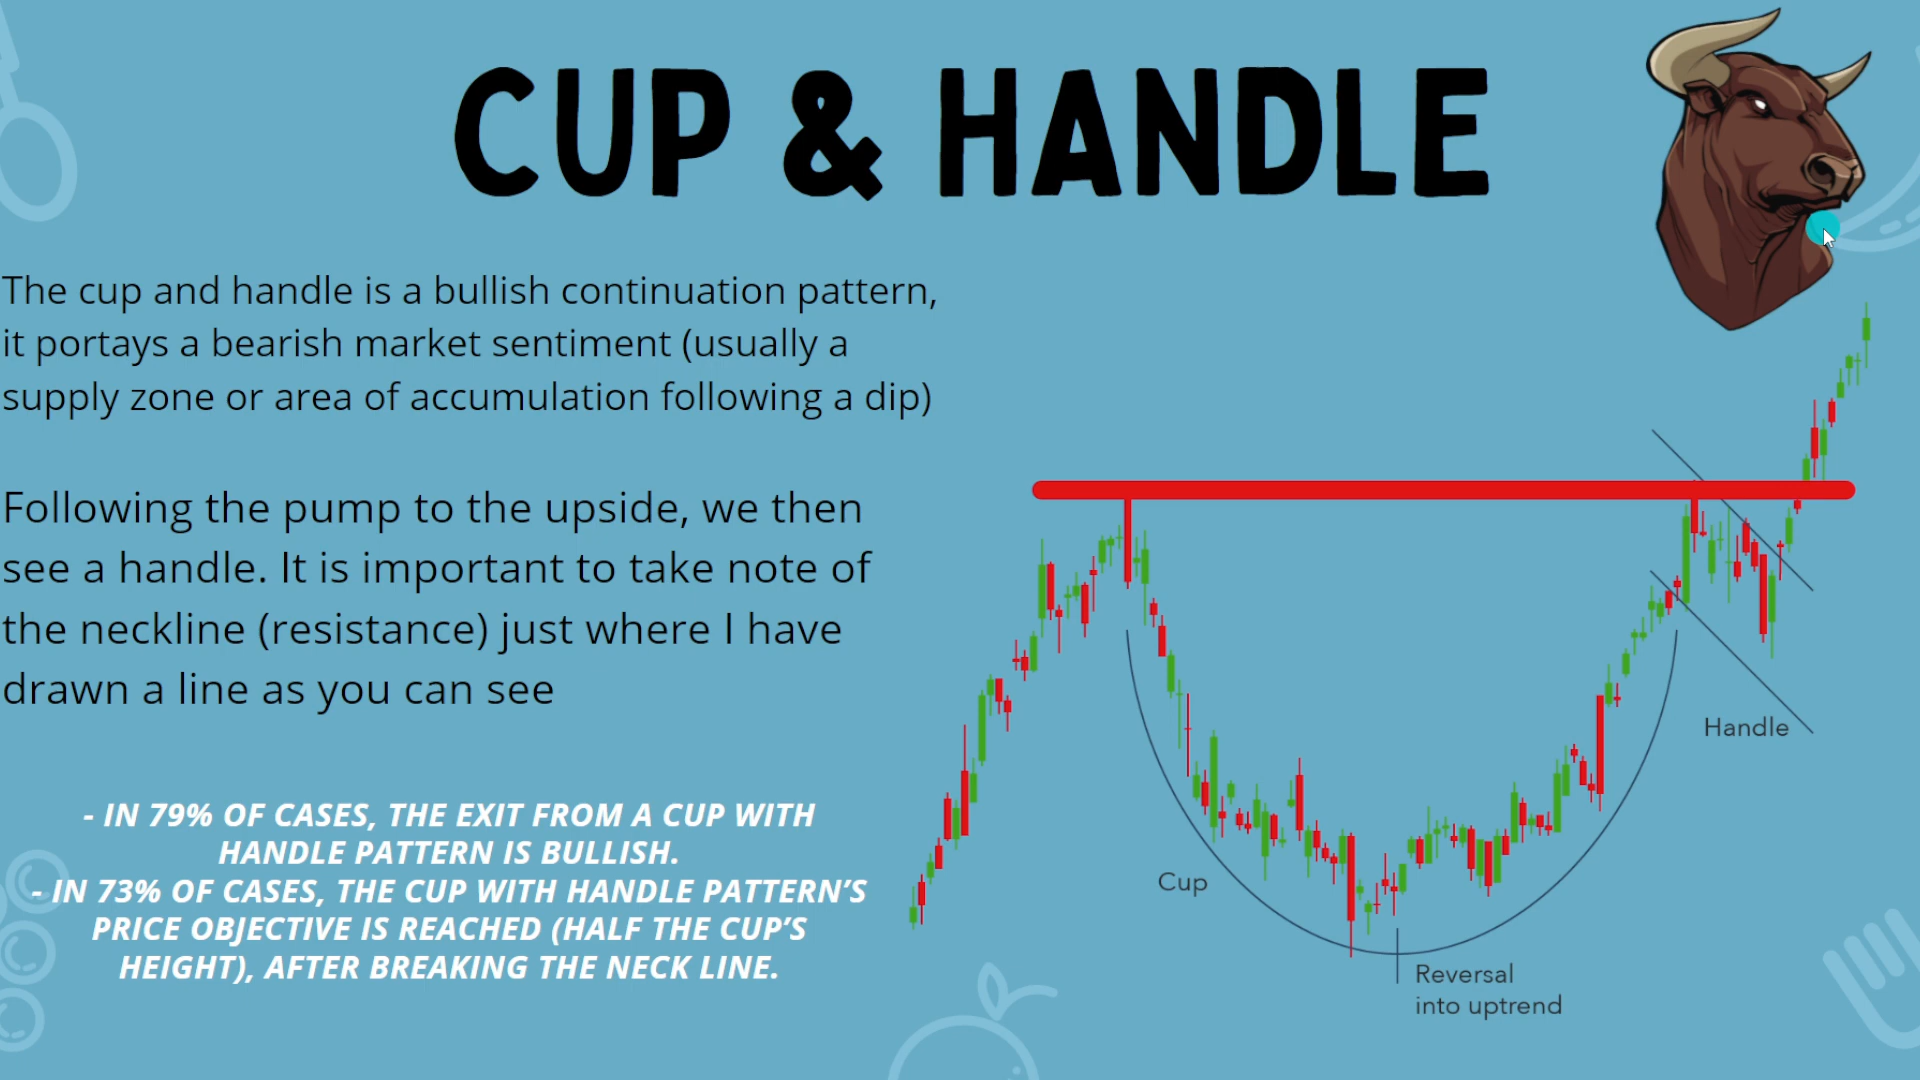 CUP & HANDLE
The cup and handle is a bullish continuation pattern,
it portays a bearish market sentiment (usually a
supply zone or area of accumulation following a dip)
Following the pump to the upside, we then
see a handle. It is important to take note of
the neckline (resistance) just where I have
drawn a line as you can see
- IN 79% OF CASES, THE EXIT FROM A CUP WITH
HANDLE PATTERN IS BULLISH.
- IN 73% OF CASES, THE CUP WITH HANDLE PATTERN’S
PRICE OBJECTIVE IS REACHED (HALF THE CUP’S
HEIGHT), AFTER BREAKING THE NECK LINE.
Handle
Cup
Reversal
into uptrend